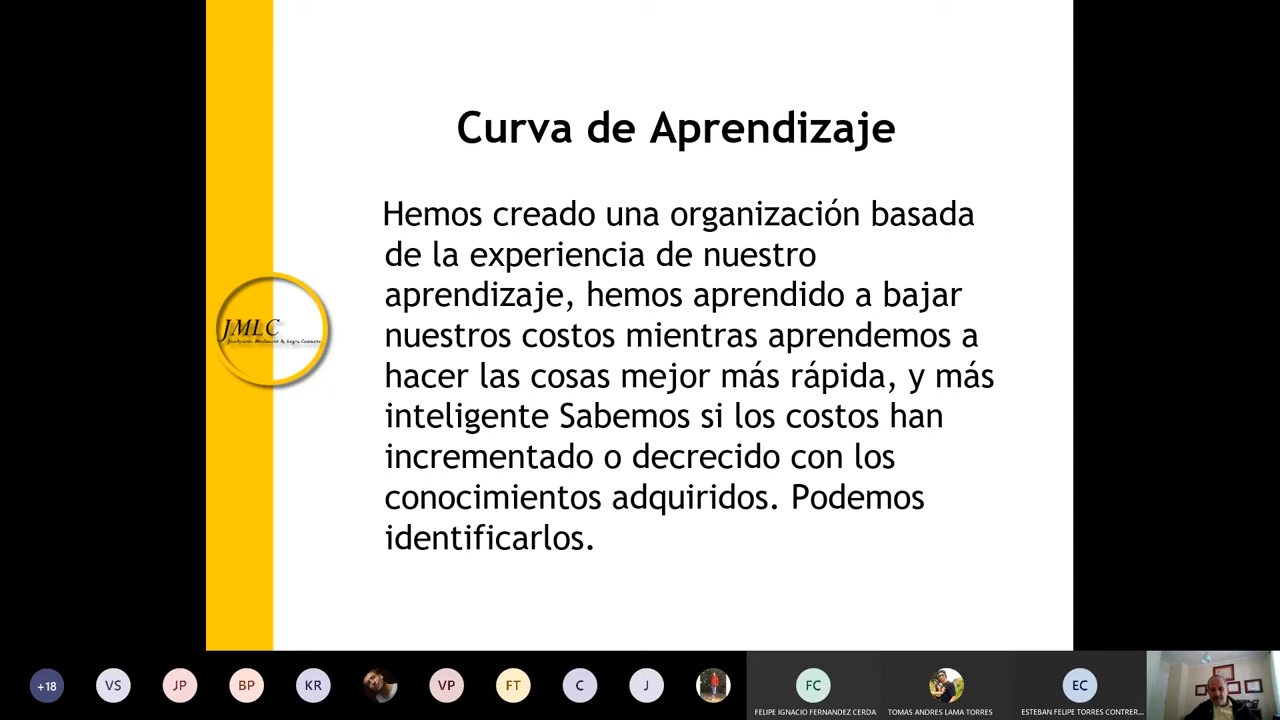 Curva de Aprendizaje
Hemos creado una organización basada
de la experiencia de nuestro
aprendizaje, hemos aprendido a bajar
nuestros costos mientras aprendemos a
hacer las cosas mejor más rápida, y más
inteligente Sabemos si los costos han
incrementado o decrecido con los
conocimientos adquiridos. Podemos
identificarlos.
JMLC
+18
VS
JP
BP
KR
VP
FT
C
J
FC
EC
FELIPE IGNACIO FERNANDEZ CERDA
TOMAS ANDRES LAMA TORRES
ESTEBAN FELIPE TORRES CONTRER...